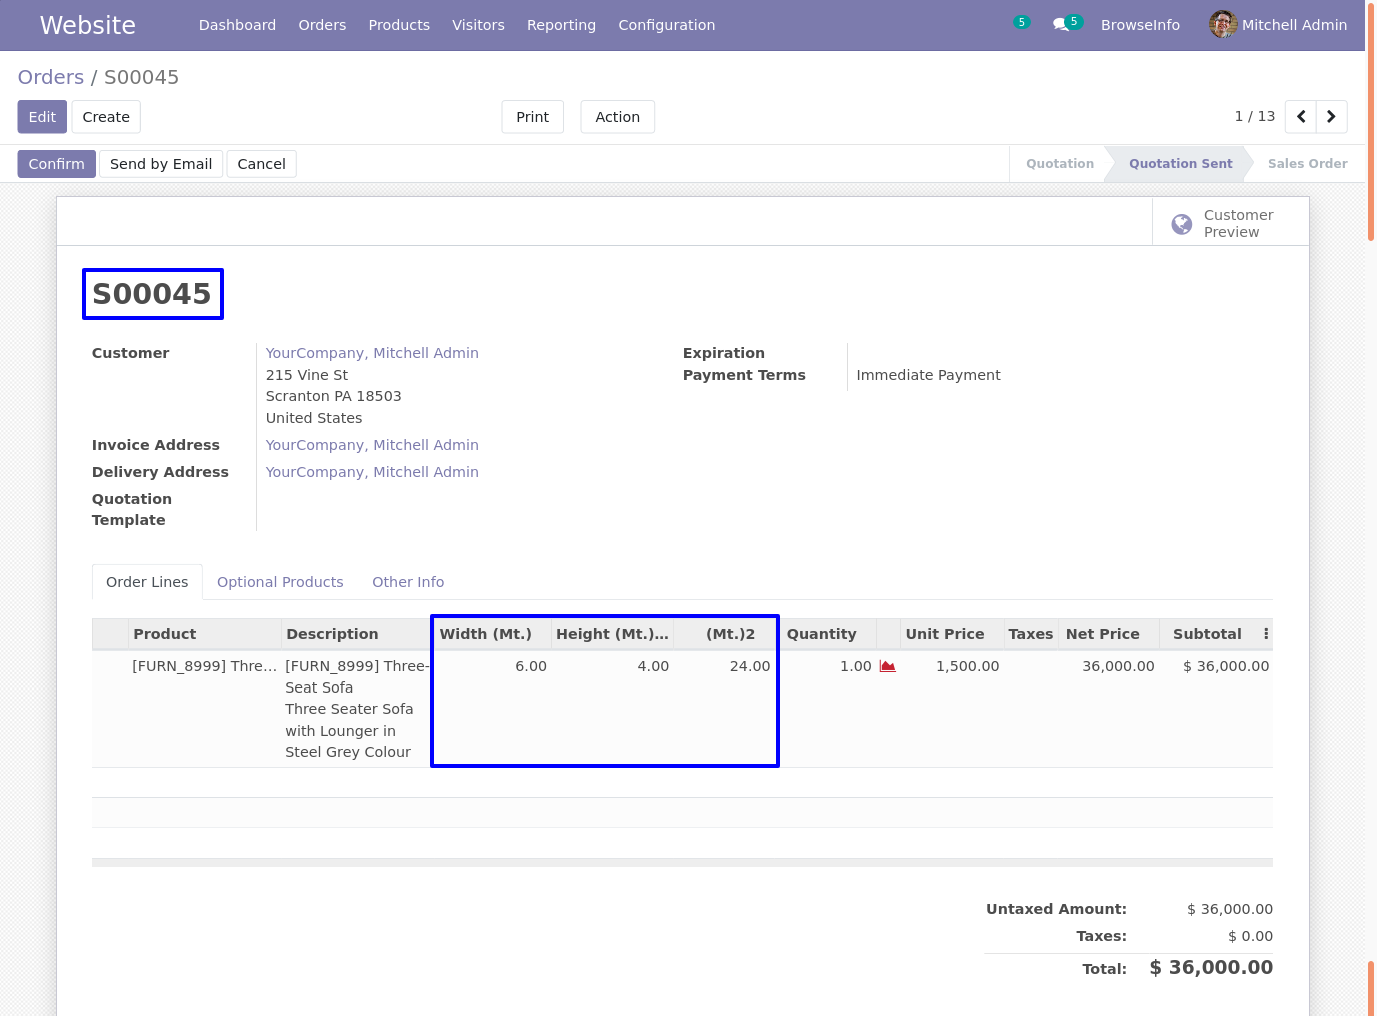 Website Dashboard Orders Products Visitors Reporting Configuration 5 5 BrowseInfo Mitchell Admin
Orders / S00045
Edit Create Print Action 1 / 13
Confirm Send by Email Cancel Quotation Quotation Sent Sales Order
Customer
Preview
S00045
Customer YourCompany, Mitchell Admin Expiration
215 Vine St Payment Terms Immediate Payment
Scranton PA 18503
United States
Invoice Address YourCompany, Mitchell Admin
Delivery Address YourCompany, Mitchell Admin
Quotation
Template
Order Lines Optional Products Other Info
Product Description Width (Mt.) Height (Mt.)... (Mt.)2 Quantity Unit Price Taxes Net Price Subtotal
[FURN_8999] Thre... [FURN_8999] Three- 6.00 4.00 24.00 1.00 1,500.00 36,000.00 $ 36,000.00
Seat Sofa
Three Seater Sofa
with Lounger in
Steel Grey Colour
Untaxed Amount: $ 36,000.00
Taxes: $ 0.00
Total: $ 36,000.00